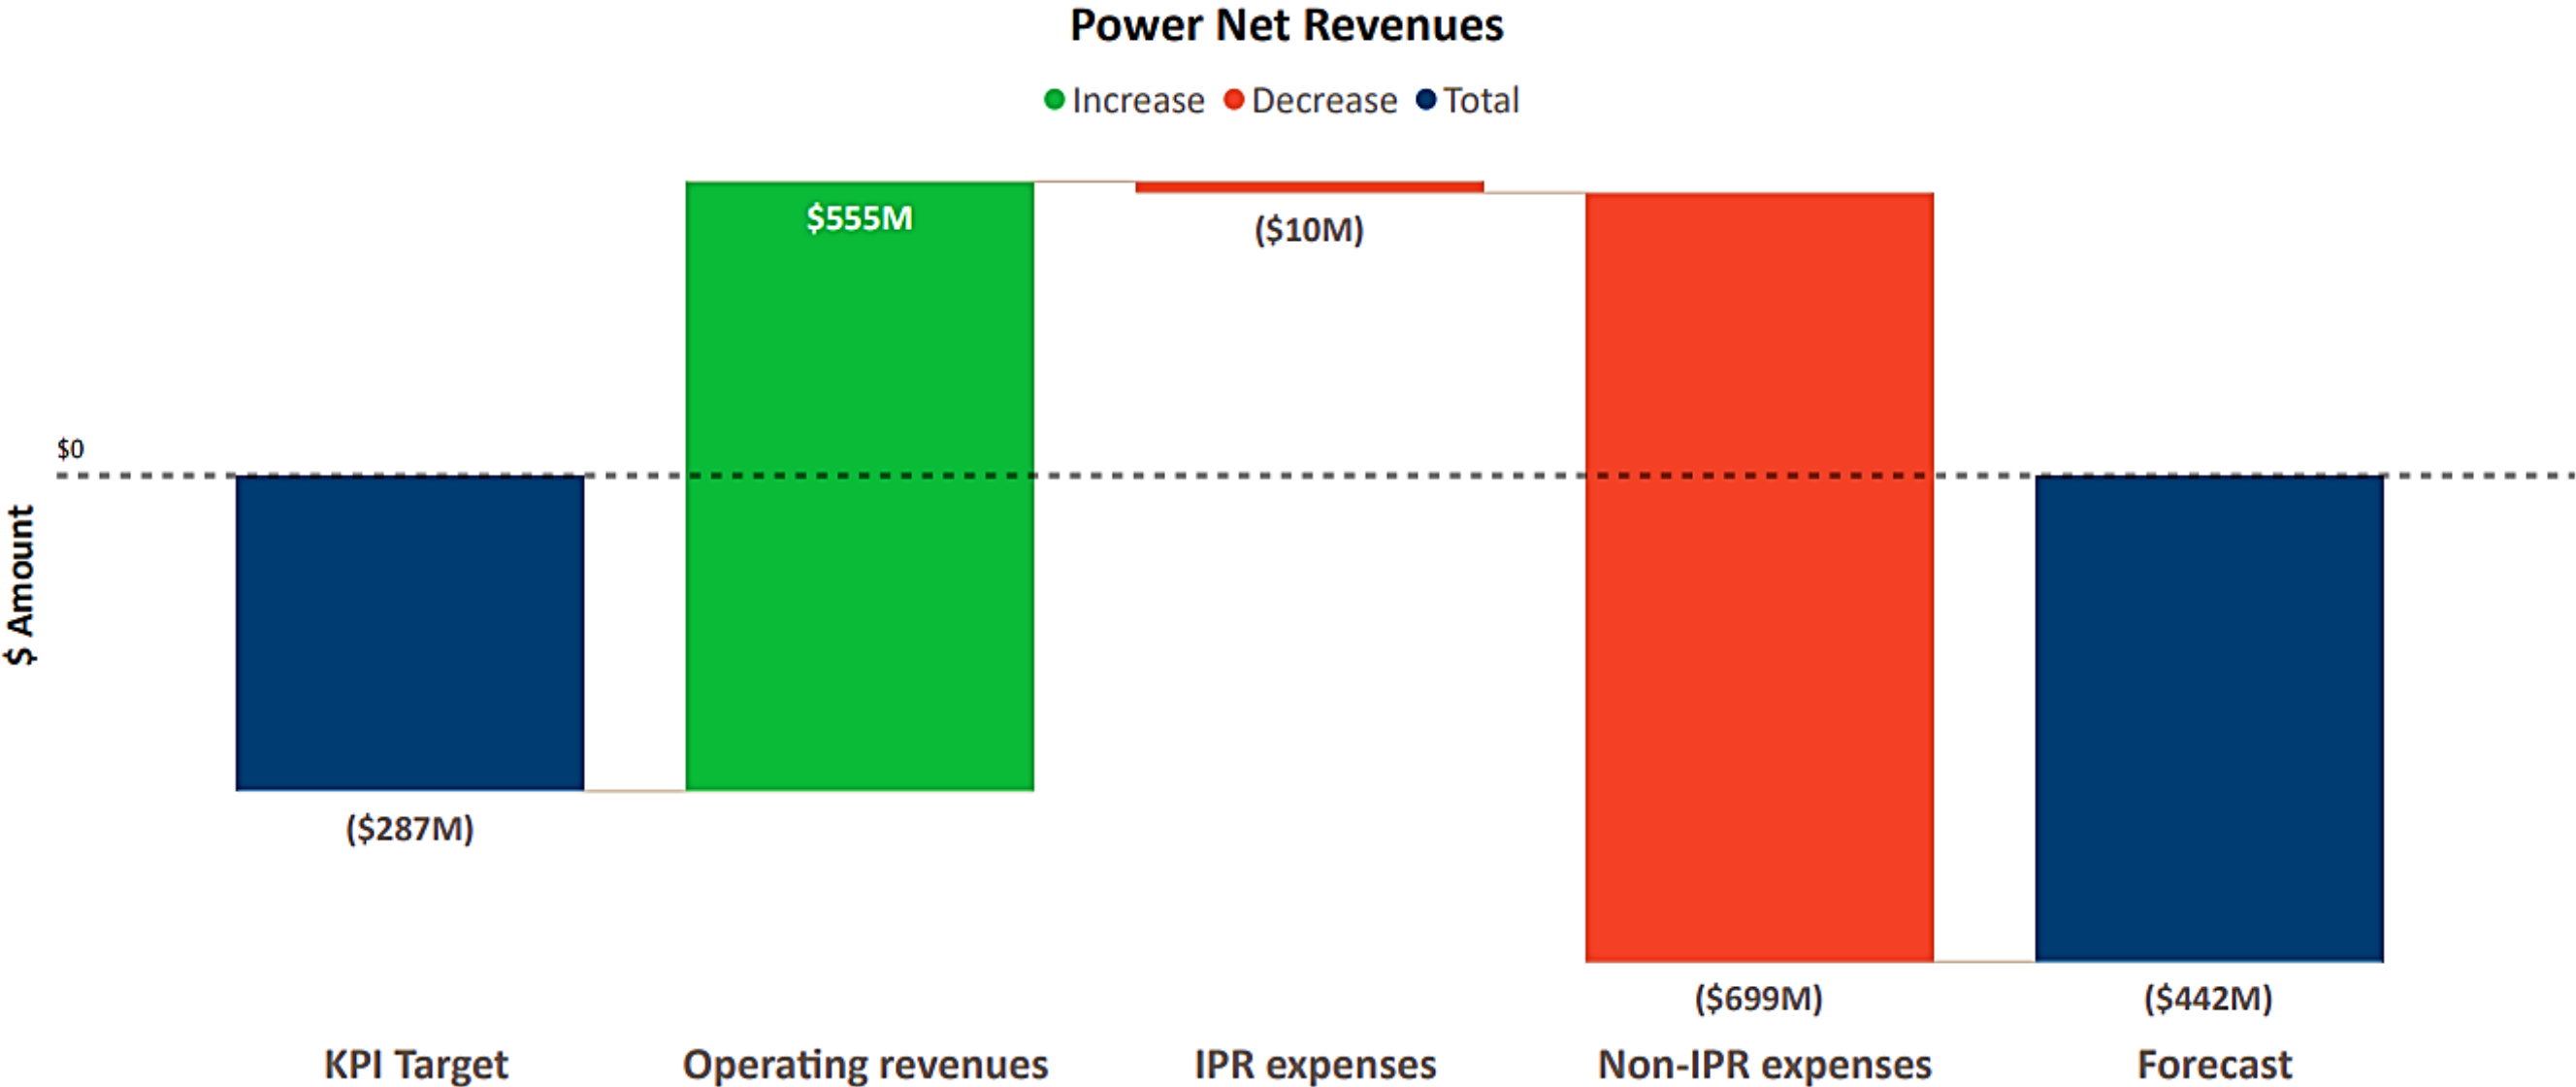 Power Net Revenues
Increase Decrease Total
$555M
($10M)
$0
$ Amount
($287M)
($699M) ($442M)
KPI Target Operating revenues IPR expenses Non-IPR expenses Forecast